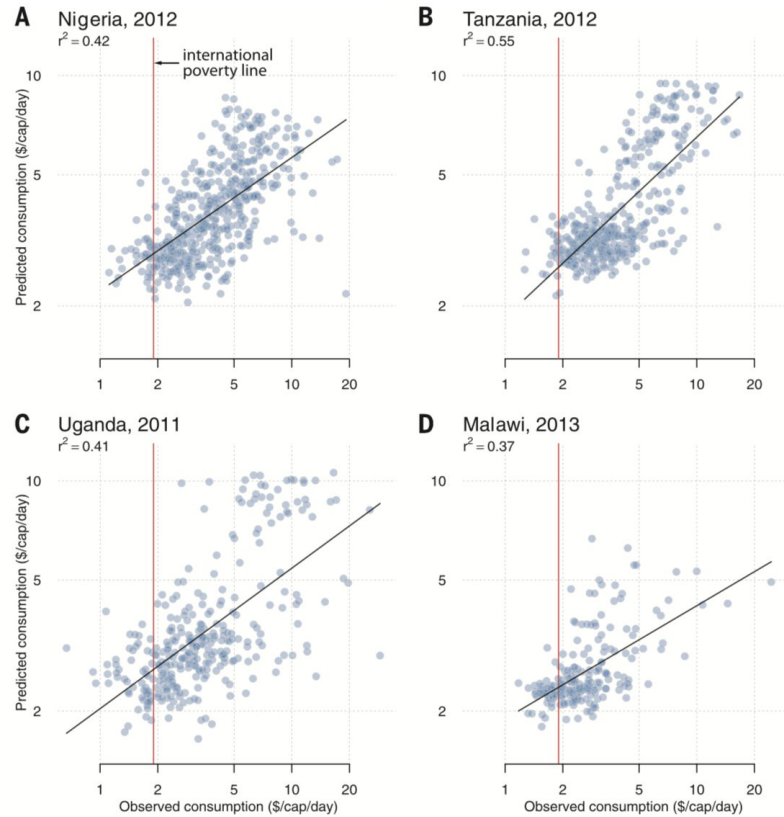 A Nigeria, 2012
r² = 0.42
international
poverty line
10
5
2
1 2 5 10 20
Predicted consumption ($/cap/day)
B Tanzania, 2012
r² = 0.55
10
5
2
1 2 5 10 20
C Uganda, 2011
r² = 0.41
10
5
2
1 2 5 10 20
Predicted consumption ($/cap/day)
Observed consumption ($/cap/day)
D Malawi, 2013
r² = 0.37
10
5
2
1 2 5 10 20
Observed consumption ($/cap/day)